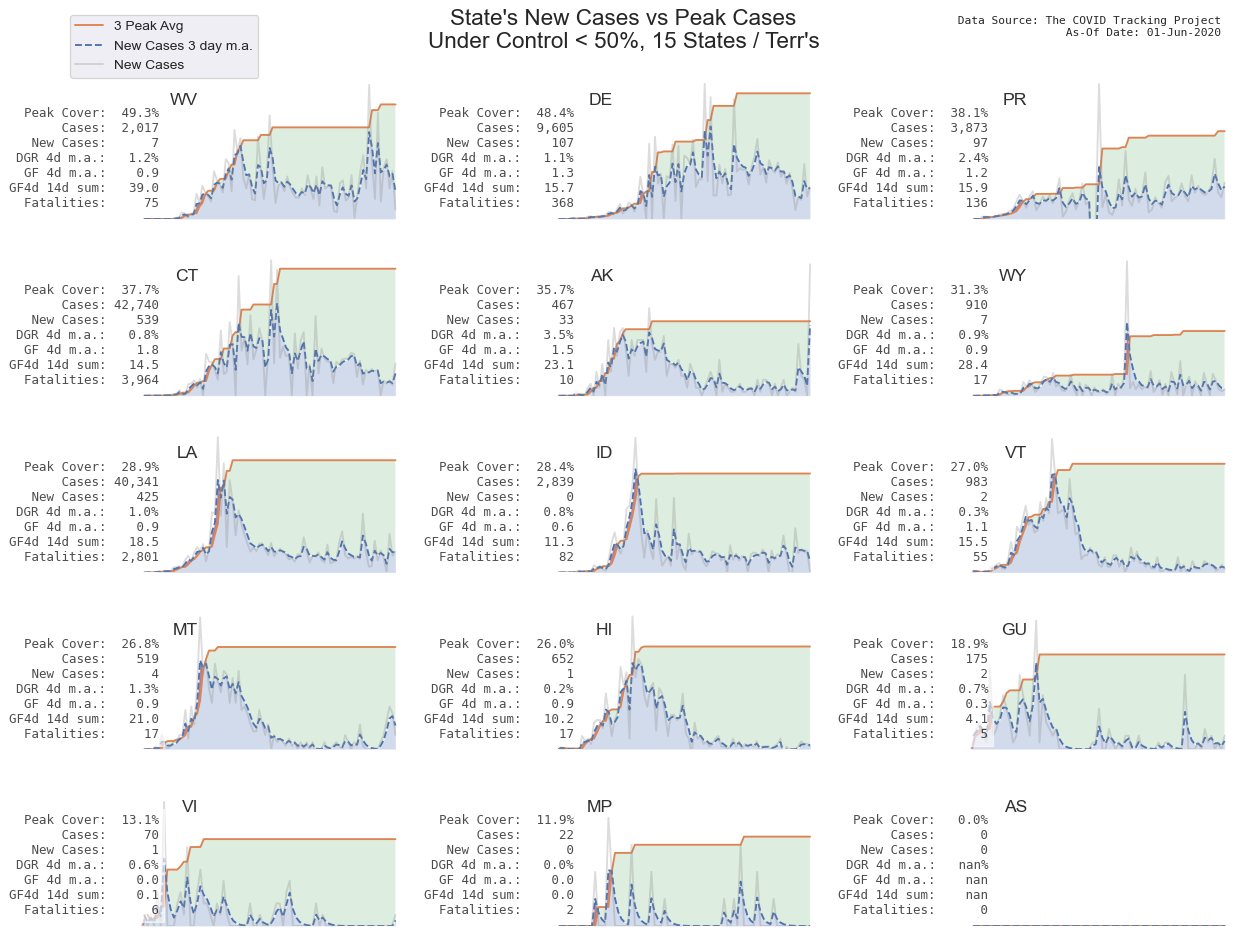 3 Peak Avg
New Cases 3 day m.a.
New Cases
State's New Cases vs Peak Cases
Under Control < 50%, 15 States / Terr's
Data Source: The COVID Tracking Project
As-Of Date: 01-Jun-2020
WV
Peak Cover: 49.3%
Cases: 2,017
New Cases: 7
DGR 4d m.a.: 1.2%
GF 4d m.a.: 0.9
GF4d 14d sum: 39.0
Fatalities: 75
DE
Peak Cover: 48.4%
Cases: 9,605
New Cases: 107
DGR 4d m.a.: 1.1%
GF 4d m.a.: 1.3
GF4d 14d sum: 15.7
Fatalities: 368
PR
Peak Cover: 38.1%
Cases: 3,873
New Cases: 97
DGR 4d m.a.: 2.4%
GF 4d m.a.: 1.2
GF4d 14d sum: 15.9
Fatalities: 136
CT
Peak Cover: 37.7%
Cases: 42,740
New Cases: 539
DGR 4d m.a.: 0.8%
GF 4d m.a.: 1.8
GF4d 14d sum: 14.5
Fatalities: 3,964
AK
Peak Cover: 35.7%
Cases: 467
New Cases: 33
DGR 4d m.a.: 3.5%
GF 4d m.a.: 1.5
GF4d 14d sum: 23.1
Fatalities: 10
WY
Peak Cover: 31.3%
Cases: 910
New Cases: 7
DGR 4d m.a.: 0.9%
GF 4d m.a.: 0.9
GF4d 14d sum: 28.4
Fatalities: 17
LA
Peak Cover: 28.9%
Cases: 40,341
New Cases: 425
DGR 4d m.a.: 1.0%
GF 4d m.a.: 0.9
GF4d 14d sum: 18.5
Fatalities: 2,801
ID
Peak Cover: 28.4%
Cases: 2,839
New Cases: 0
DGR 4d m.a.: 0.8%
GF 4d m.a.: 0.6
GF4d 14d sum: 11.3
Fatalities: 82
VT
Peak Cover: 27.0%
Cases: 983
New Cases: 2
DGR 4d m.a.: 0.3%
GF 4d m.a.: 1.1
GF4d 14d sum: 15.5
Fatalities: 55
MT
Peak Cover: 26.8%
Cases: 519
New Cases: 4
DGR 4d m.a.: 1.3%
GF 4d m.a.: 0.9
GF4d 14d sum: 21.0
Fatalities: 17
HI
Peak Cover: 26.0%
Cases: 652
New Cases: 1
DGR 4d m.a.: 0.2%
GF 4d m.a.: 0.9
GF4d 14d sum: 10.2
Fatalities: 17
GU
Peak Cover: 18.9%
Cases: 175
New Cases: 2
DGR 4d m.a.: 0.7%
GF 4d m.a.: 0.3
GF4d 14d sum: 4.1
Fatalities: 5
VI
Peak Cover: 13.1%
Cases: 70
New Cases: 1
DGR 4d m.a.: 0.6%
GF 4d m.a.: 0.0
GF4d 14d sum: 0.1
Fatalities: 6
MP
Peak Cover: 11.9%
Cases: 22
New Cases: 0
DGR 4d m.a.: 0.0%
GF 4d m.a.: 0.0
GF4d 14d sum: 0.0
Fatalities: 2
AS
Peak Cover: 0.0%
Cases: 0
New Cases: 0
DGR 4d m.a.: nan%
GF 4d m.a.: nan
GF4d 14d sum: nan
Fatalities: 0